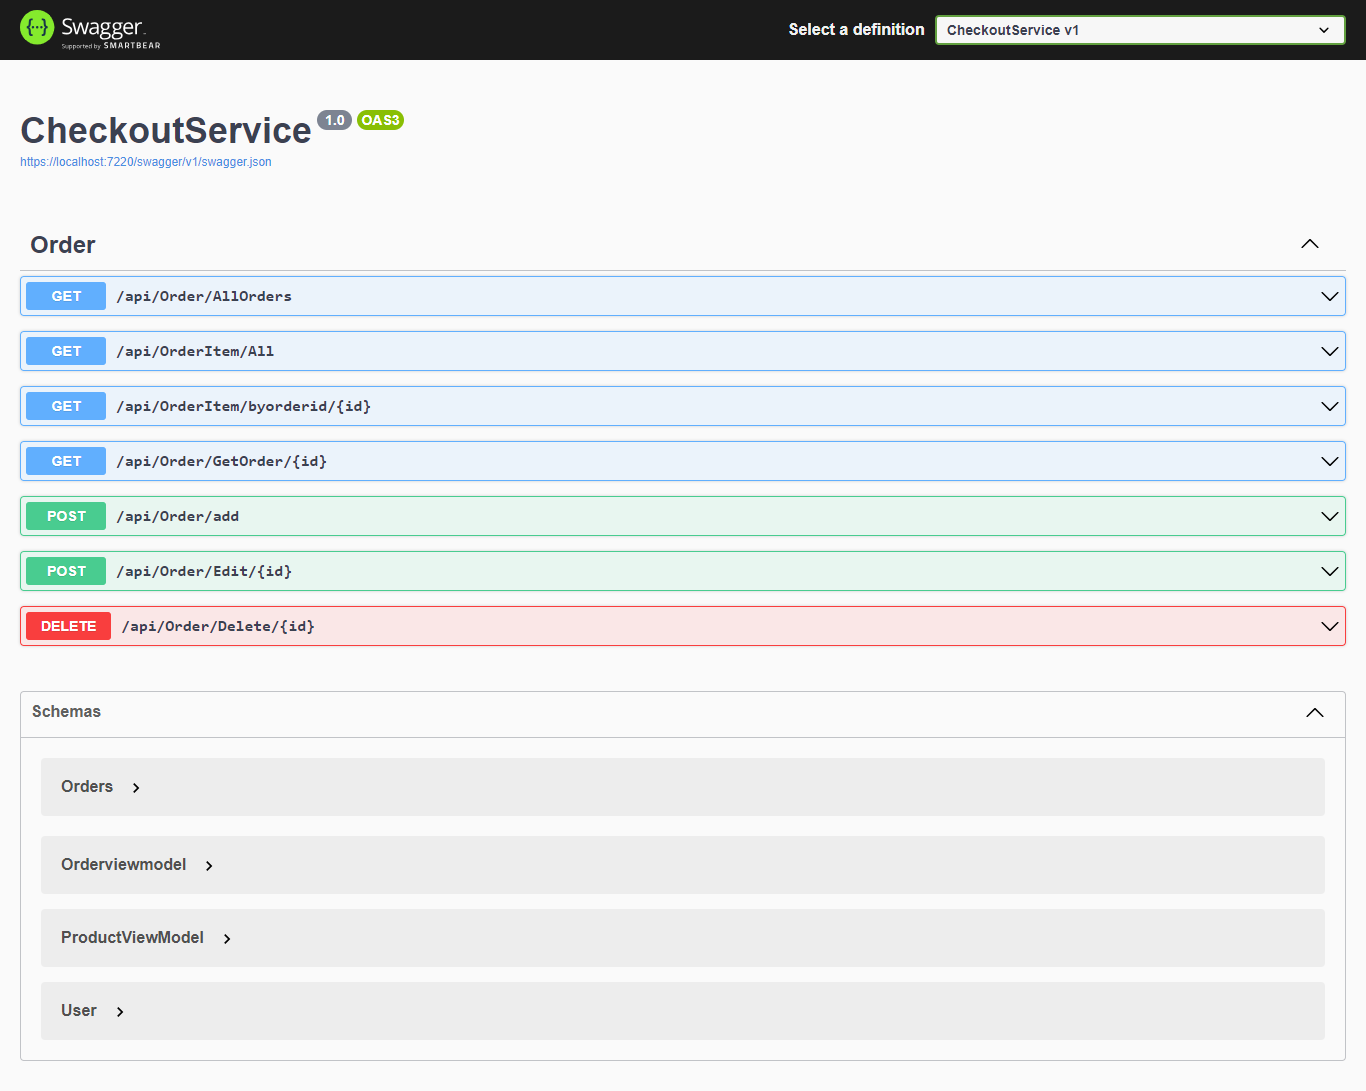 {···} Swagger
Supported by SMARTBEAR
Select a definition
CheckoutService v1
CheckoutService 1.0 OAS3
https://localhost:7220/swagger/v1/swagger.json
Order
GET /api/Order/AllOrders
GET /api/OrderItem/All
GET /api/OrderItem/byorderid/{id}
GET /api/Order/GetOrder/{id}
POST /api/Order/add
POST /api/Order/Edit/{id}
DELETE /api/Order/Delete/{id}
Schemas
Orders
Orderviewmodel
ProductViewModel
User